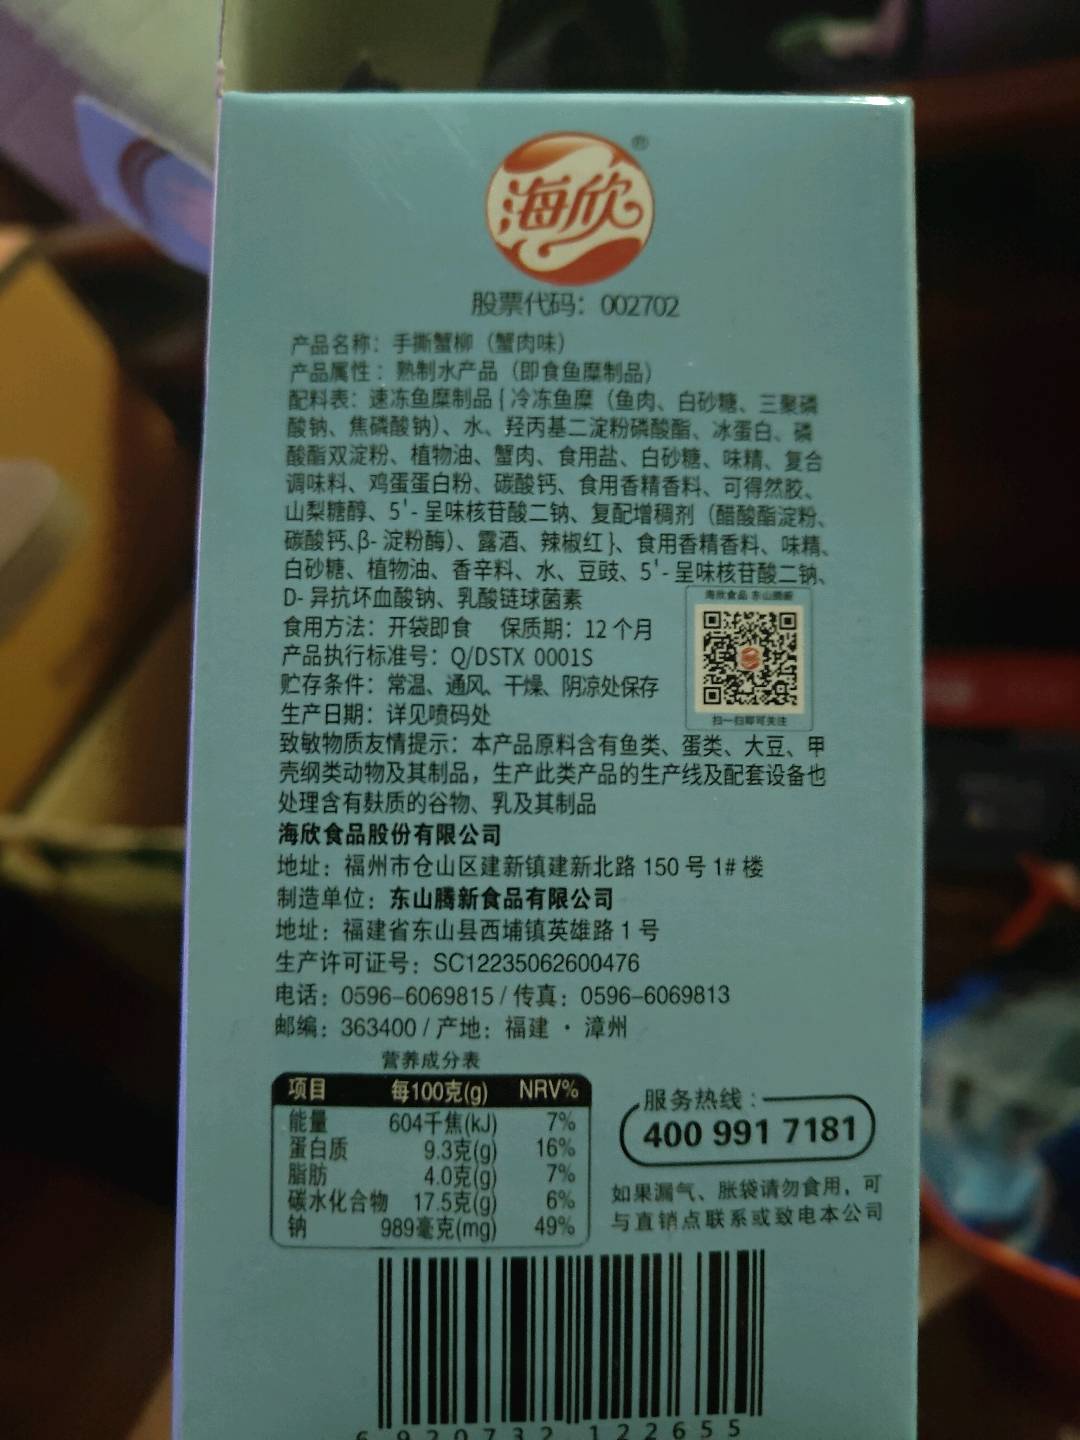 海欣
®
股票代码：002702
产品名称：手撕蟹柳（蟹肉味）
产品属性：熟制水产品（即食鱼糜制品）
配料表：速冻鱼糜制品{冷冻鱼糜（鱼肉、白砂糖、三聚磷
酸钠、焦磷酸钠）、水、羟丙基二淀粉磷酸酯、冰蛋白、磷
酸酯双淀粉、植物油、蟹肉、食用盐、白砂糖、味精、复合
调味料、鸡蛋蛋白粉、碳酸钙、食用香精香料、可得然胶、
山梨糖醇、5'-呈味核苷酸二钠、复配增稠剂（醋酸酯淀粉、
碳酸钙、β-淀粉酶）、露酒、辣椒红}、食用香精香料、味精、
白砂糖、植物油、香辛料、水、豆豉、5'-呈味核苷酸二钠、
D-异抗坏血酸钠、乳酸链球菌素
海欣食品 东山腾新
食用方法：开袋即食 保质期：12个月
产品执行标准号：Q/DSTX 0001S
贮存条件：常温、通风、干燥、阴凉处保存
生产日期：详见喷码处
扫一扫即可关注
致敏物质友情提示：本产品原料含有鱼类、蛋类、大豆、甲
壳纲类动物及其制品，生产此类产品的生产线及配套设备也
处理含有麸质的谷物、乳及其制品
海欣食品股份有限公司
地址：福州市仓山区建新镇建新北路150号1#楼
制造单位：东山腾新食品有限公司
地址：福建省东山县西埔镇英雄路1号
生产许可证号：SC12235062600476
电话：0596-6069815/传真：0596-6069813
邮编：363400/产地：福建·漳州
营养成分表
项目 每100克(g) NRV%
能量 604千焦(kJ) 7%
蛋白质 9.3克(g) 16%
脂肪 4.0克(g) 7%
碳水化合物 17.5克(g) 6%
钠 989毫克(mg) 49%
服务热线：
400 991 7181
如果漏气、胀袋请勿食用，可
与直销点联系或致电本公司
6 920732 122655